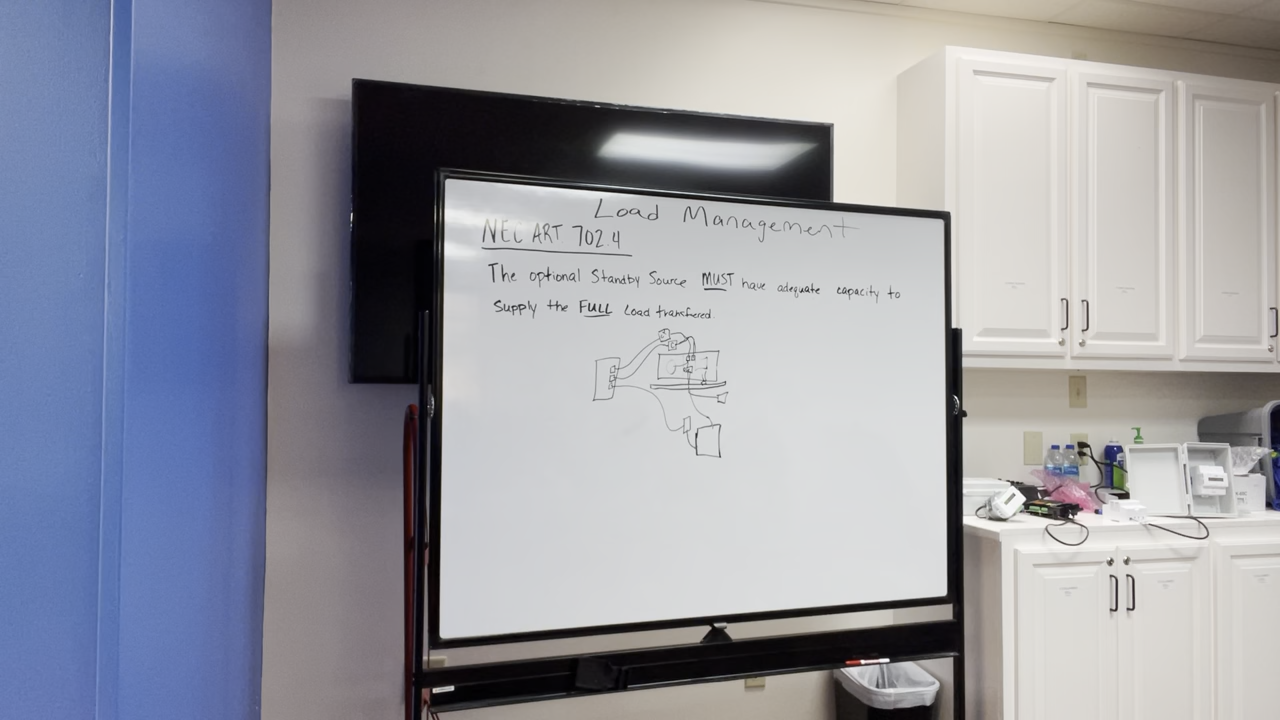 Load Management
NEC ART 702.4
The optional Standby Source MUST have adequate capacity to
Supply the FULL Load transfered.